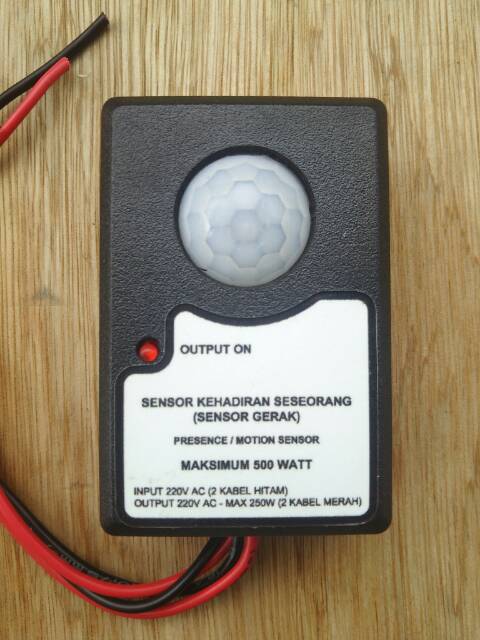 OUTPUT ON
SENSOR KEHADIRAN SESEORANG
(SENSOR GERAK)
PRESENCE / MOTION SENSOR
MAKSIMUM 500 WATT
INPUT 220V AC (2 KABEL HITAM)
OUTPUT 220V AC - MAX 250W (2 KABEL MERAH)